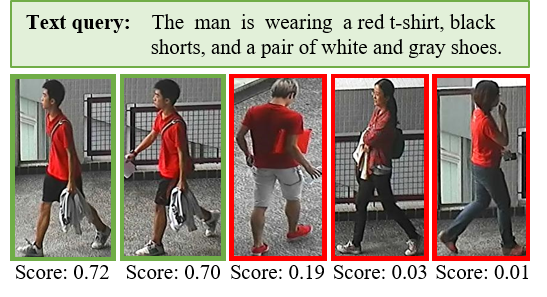 Text query: The man is wearing a red t-shirt, black
shorts, and a pair of white and gray shoes.
Score: 0.72 Score: 0.70 Score: 0.19 Score: 0.03 Score: 0.01